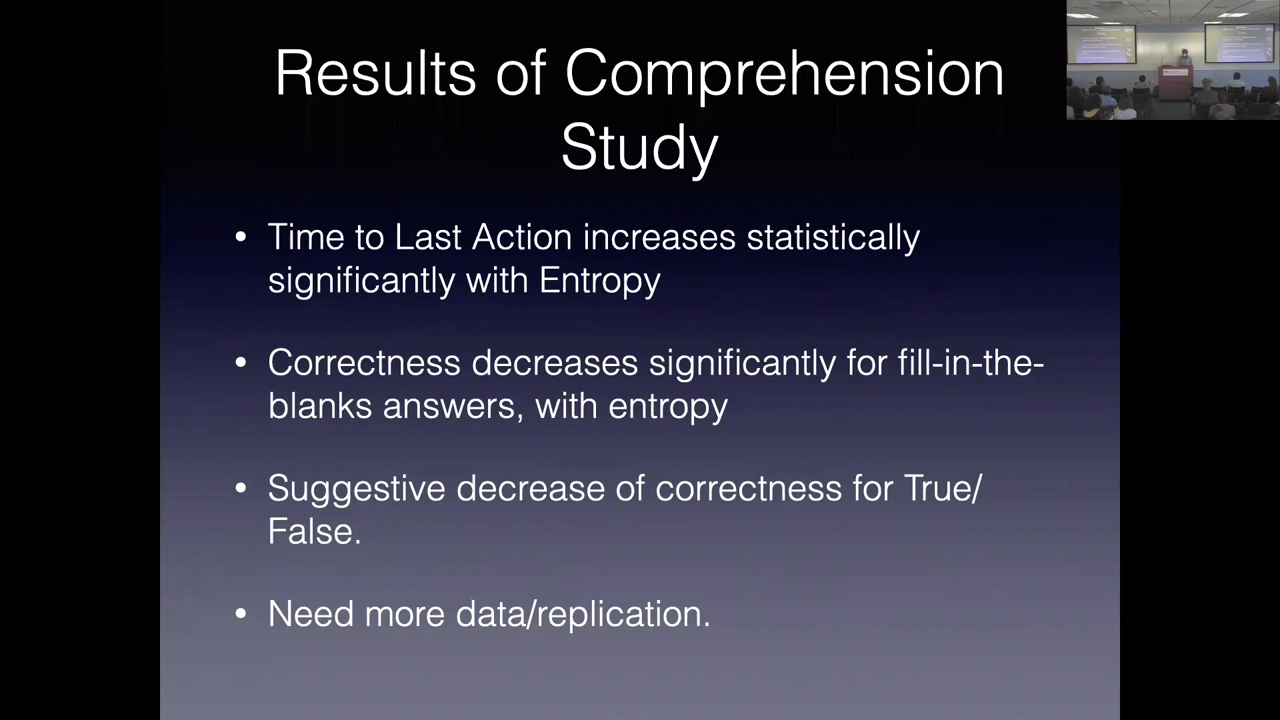 Results of Comprehension
Study
• Time to Last Action increases statistically
significantly with Entropy
• Correctness decreases significantly for fill-in-the-
blanks answers, with entropy
• Suggestive decrease of correctness for True/
False.
• Need more data/replication.